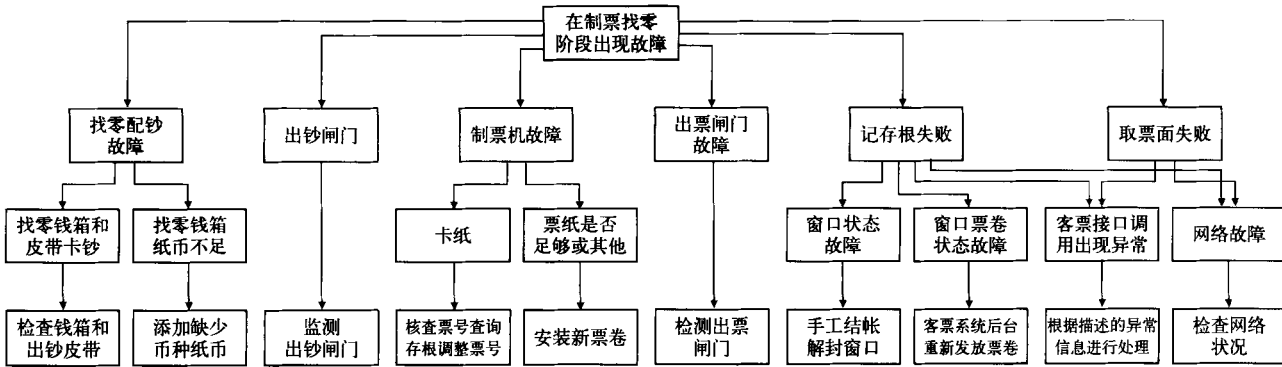 在制票找零
阶段出现故障
找零配钞
故障
出钞闸门
制票机故障
出票闸门
故障
记存根失败
取票面失败
找零钱箱和
皮带卡钞
找零钱箱
纸币不足
卡纸
票纸是否
足够或其他
窗口状态
故障
窗口票卷
状态故障
客票接口调
用出现异常
网络故障
检查钱箱和
出钞皮带
添加缺少
币种纸币
监测
出钞闸门
核查票号查询
存根调整票号
安装新票卷
检测出票
闸门
手工结帐
解封窗口
客票系统后台
重新发放票卷
根据描述的异常
信息进行处理
检查网络
状况